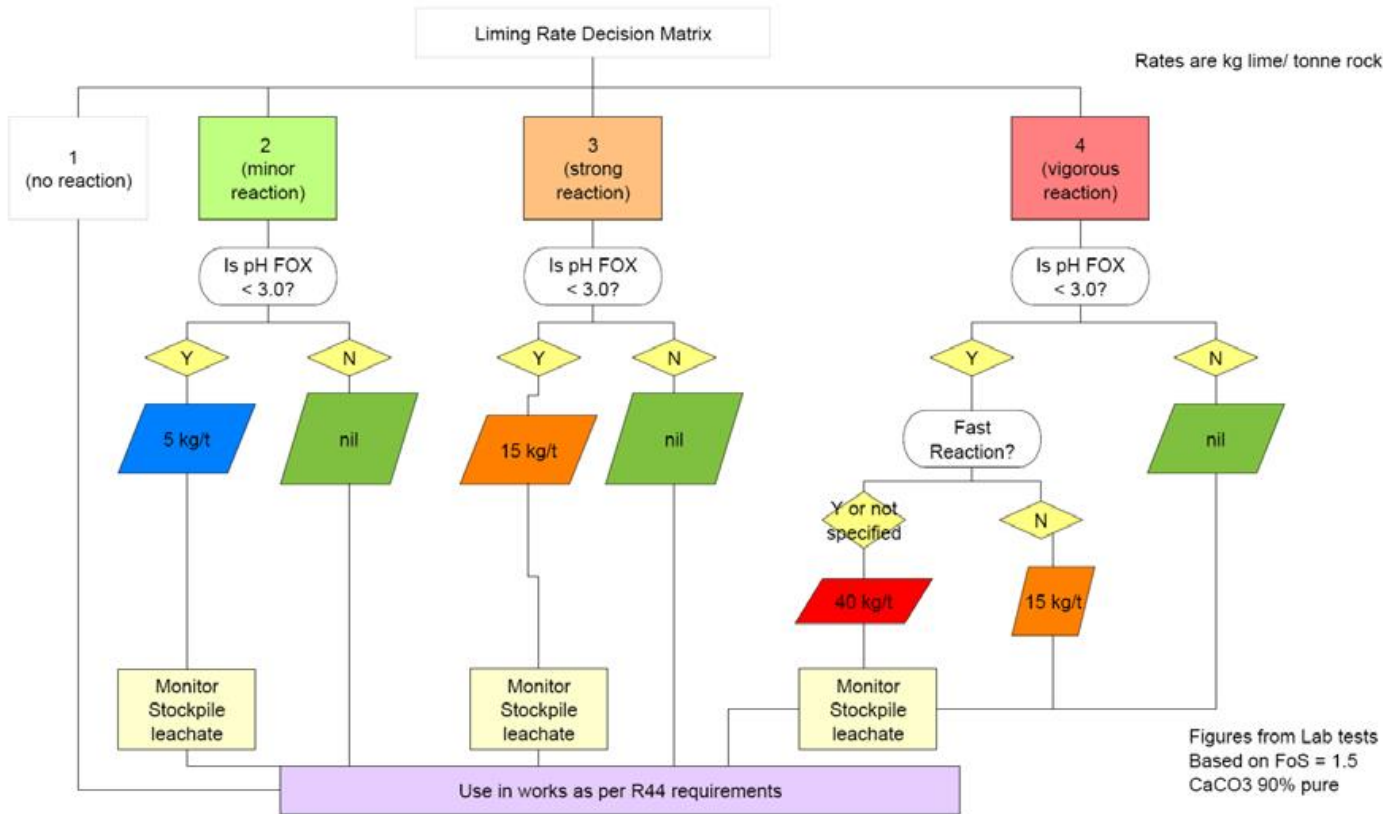 Liming Rate Decision Matrix
Rates are kg lime/ tonne rock
1
(no reaction)
2
(minor
reaction)
3
(strong
reaction)
4
(vigorous
reaction)
Is pH FOX
< 3.0?
Is pH FOX
< 3.0?
Is pH FOX
< 3.0?
Y
N
Y
N
Y
N
5 kg/t
nil
15 kg/t
nil
Fast
Reaction?
nil
Y or not
specified
N
40 kg/t
15 kg/t
Monitor
Stockpile
leachate
Monitor
Stockpile
leachate
Monitor
Stockpile
leachate
Figures from Lab tests
Based on FoS = 1.5
CaCO3 90% pure
Use in works as per R44 requirements